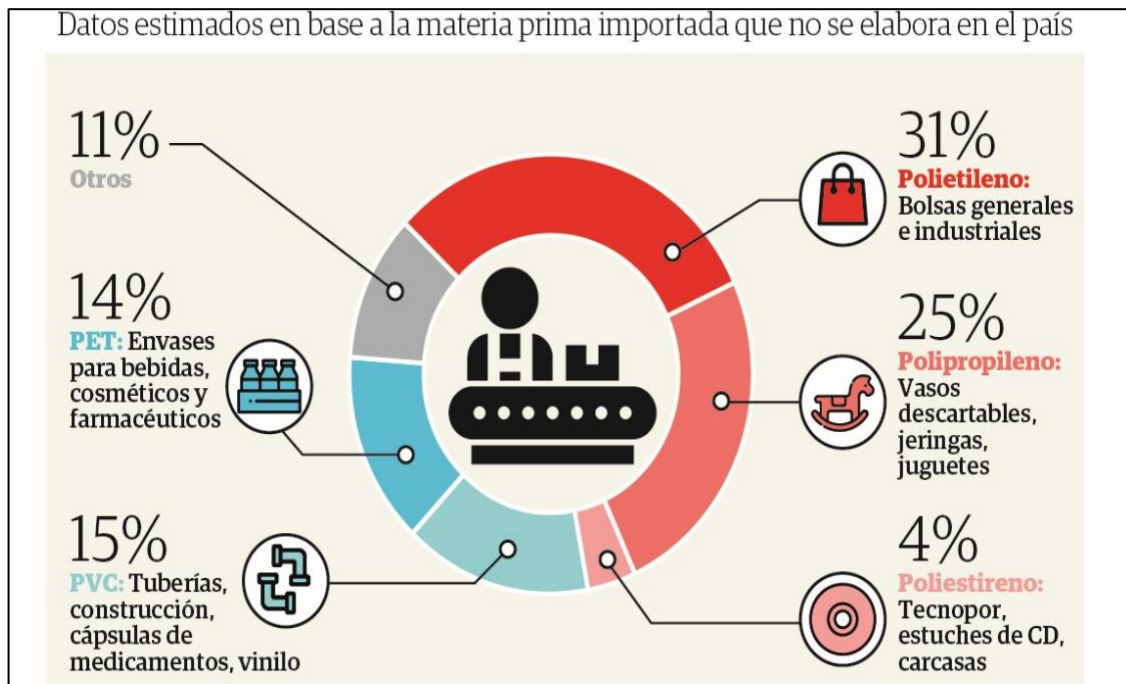 Datos estimados en base a la materia prima importada que no se elabora en el país
11%
Otros
14%
PET: Envases
para bebidas,
cosméticos y
farmacéuticos
15%
PVC: Tuberías,
construcción,
cápsulas de
medicamentos, vinilo
31%
Polietileno:
Bolsas generales
e industriales
25%
Polipropileno:
Vasos
descartables,
jeringas,
juguetes
4%
Poliestireno:
Tecnopor,
estuches de CD,
carcasas